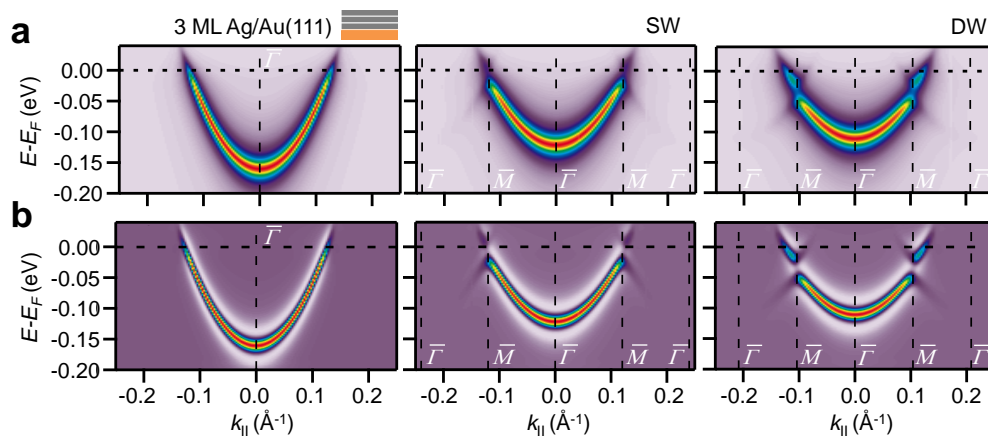 a
3 ML Ag/Au(111)
SW
DW
E-E_F (eV)
0.00
-0.05
-0.10
-0.15
-0.20
Γ̅
Γ̅ M̅ Γ̅ M̅ Γ̅
Γ̅ M̅ Γ̅ M̅ Γ̅
b
E-E_F (eV)
0.00
-0.05
-0.10
-0.15
-0.20
Γ̅
Γ̅ M̅ Γ̅ M̅ Γ̅
Γ̅ M̅ Γ̅ M̅ Γ̅
-0.2 -0.1 0.0 0.1 0.2
-0.2 -0.1 0.0 0.1 0.2
-0.2 -0.1 0.0 0.1 0.2
k_|| (Å⁻¹)
k_|| (Å⁻¹)
k_|| (Å⁻¹)